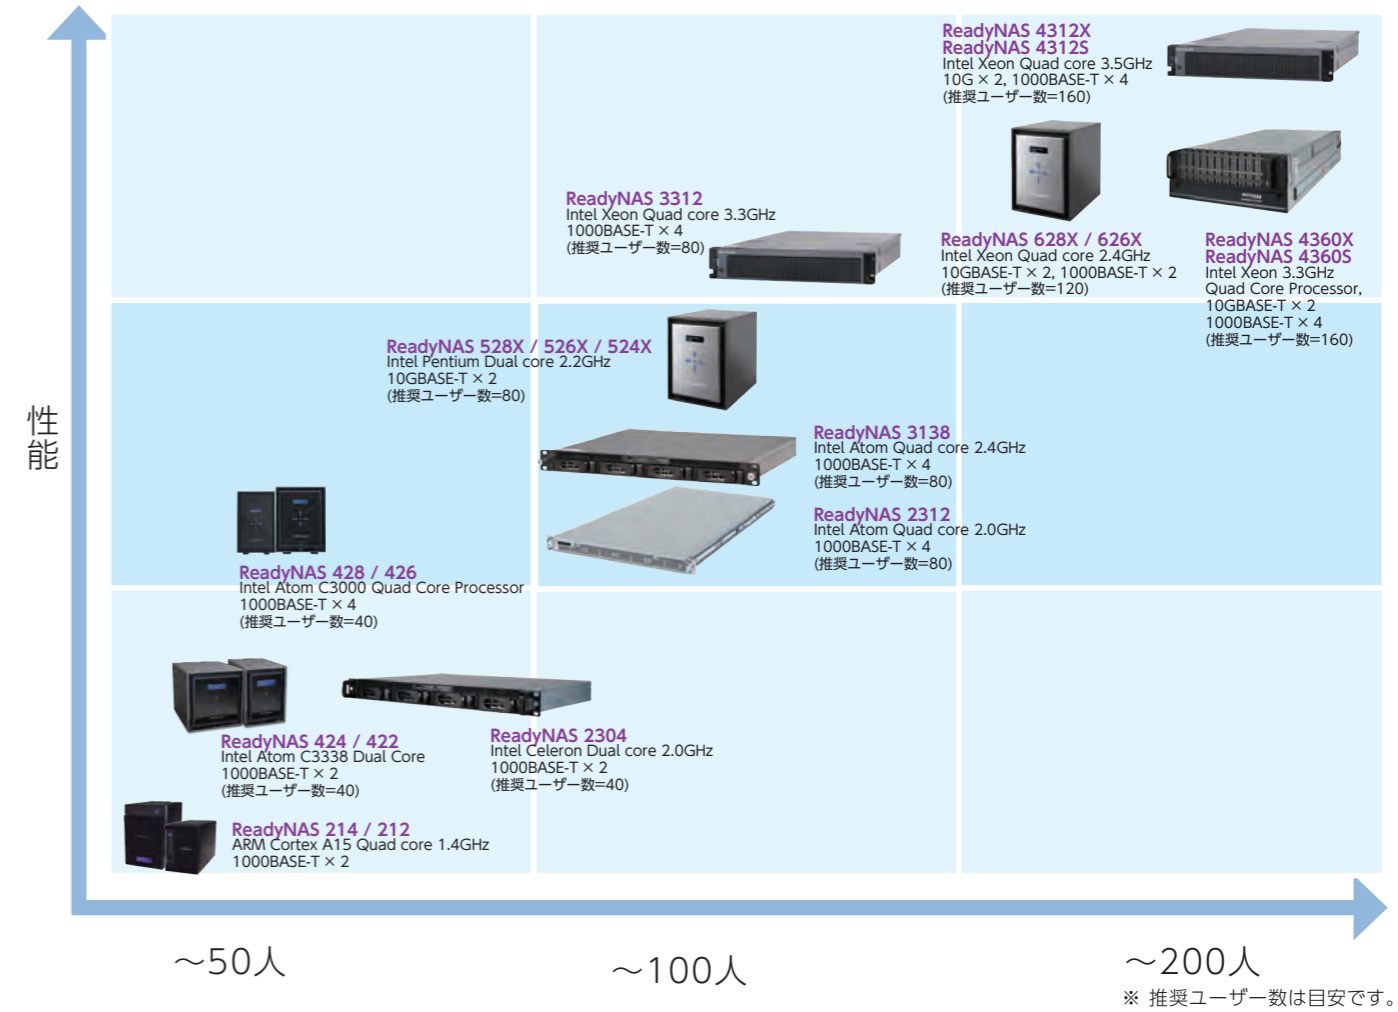 ReadyNAS 4312X
ReadyNAS 4312S
Intel Xeon Quad core 3.5GHz
10G × 2, 1000BASE-T × 4
(推奨ユーザー数=160)
ReadyNAS 3312
Intel Xeon Quad core 3.3GHz
1000BASE-T × 4
(推奨ユーザー数=80)
ReadyNAS 628X / 626X
Intel Xeon Quad core 2.4GHz
10GBASE-T × 2, 1000BASE-T × 2
(推奨ユーザー数=120)
ReadyNAS 4360X
ReadyNAS 4360S
Intel Xeon 3.3GHz
Quad Core Processor,
10GBASE-T × 2
1000BASE-T × 4
(推奨ユーザー数=160)
ReadyNAS 528X / 526X / 524X
Intel Pentium Dual core 2.2GHz
10GBASE-T × 2
(推奨ユーザー数=80)
性能
ReadyNAS 3138
Intel Atom Quad core 2.4GHz
1000BASE-T × 4
(推奨ユーザー数=80)
ReadyNAS 2312
Intel Atom Quad core 2.0GHz
1000BASE-T × 4
(推奨ユーザー数=80)
ReadyNAS 428 / 426
Intel Atom C3000 Quad Core Processor
1000BASE-T × 4
(推奨ユーザー数=40)
ReadyNAS 424 / 422
Intel Atom C3338 Dual Core
1000BASE-T × 2
(推奨ユーザー数=40)
ReadyNAS 2304
Intel Celeron Dual core 2.0GHz
1000BASE-T × 2
(推奨ユーザー数=40)
ReadyNAS 214 / 212
ARM Cortex A15 Quad core 1.4GHz
1000BASE-T × 2
～50人
～100人
～200人
※ 推奨ユーザー数は目安です。